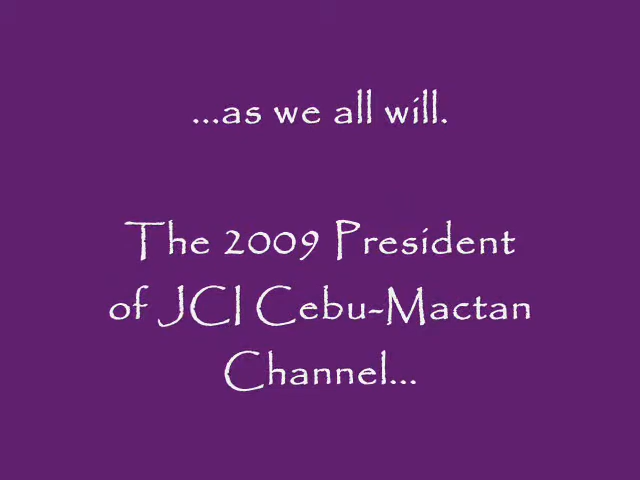 ...as we all will.
The 2009 President
of JCI Cebu-Mactan
Channel...